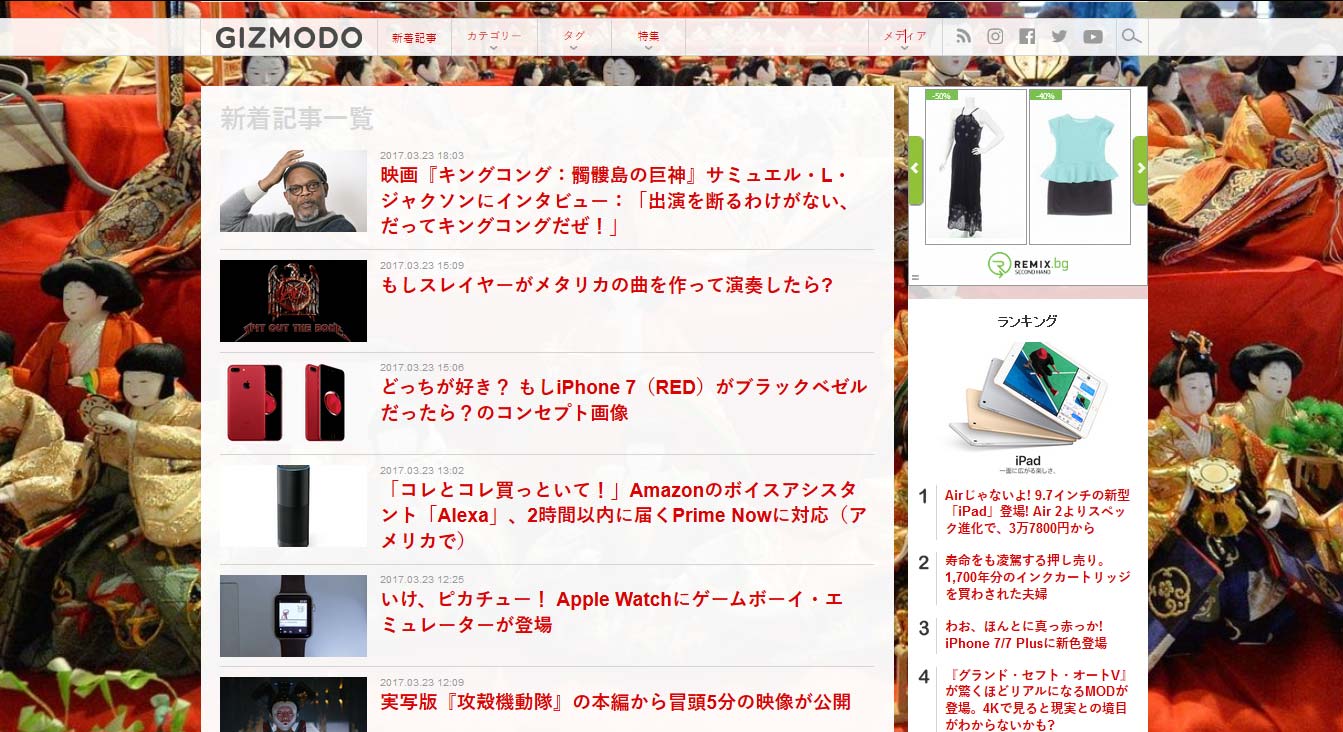 GIZMODO
新着記事
カテゴリー
タグ
特集
メディア
新着記事一覧
2017.03.23 18:03
映画『キングコング：髑髏島の巨神』サミュエル・L・
ジャクソンにインタビュー：「出演を断るわけがない、
だってキングコングだぜ！」
2017.03.23 15:09
もしスレイヤーがメタリカの曲を作って演奏したら?
SPIT OUT THE BONE
2017.03.23 15:06
どっちが好き？ もしiPhone 7（RED）がブラックベゼル
だったら？のコンセプト画像
2017.03.23 13:02
「コレとコレ買っといて！」Amazonのボイスアシスタ
ント「Alexa」、2時間以内に届くPrime Nowに対応（ア
メリカで）
2017.03.23 12:25
いけ、ピカチュー！ Apple Watchにゲームボーイ・エ
ミュレーターが登場
2017.03.23 12:09
実写版『攻殻機動隊』の本編から冒頭5分の映像が公開
-50%
-40%
REMIX.bg
SECOND HAND
ランキング
iPad
一面に広がる楽しさ。
1
Airじゃないよ! 9.7インチの新型
「iPad」登場! Air 2よりスペッ
ク進化で、3万7800円から
2
寿命をも凌駕する押し売り。
1,700年分のインクカートリッジ
を買わされた夫婦
3
わお、ほんとに真っ赤っか!
iPhone 7/7 Plusに新色登場
4
『グランド・セフト・オートV』
が驚くほどリアルになるMODが
登場。4Kで見ると現実との境目
がわからないかも?